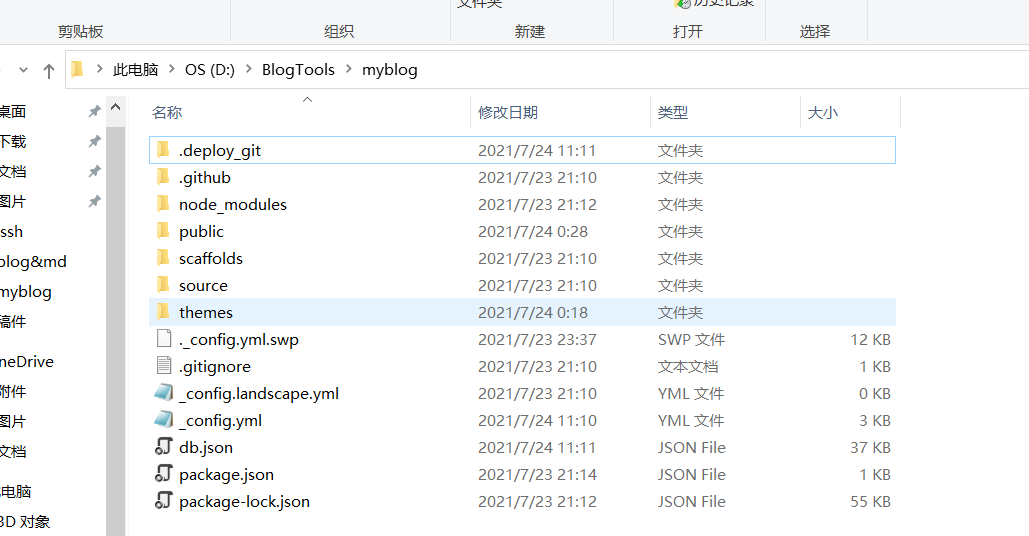 文件夹
历史记录
剪贴板 组织 新建 打开 选择
此电脑 OS (D:) BlogTools myblog
桌面
下载
文档
图片
ssh
blog&md
myblog
稿件
neDrive
附件
图片
文档
此电脑
3D 对象
名称 修改日期 类型 大小
.deploy_git 2021/7/24 11:11 文件夹
.github 2021/7/23 21:10 文件夹
node_modules 2021/7/23 21:12 文件夹
public 2021/7/24 0:28 文件夹
scaffolds 2021/7/23 21:10 文件夹
source 2021/7/23 21:10 文件夹
themes 2021/7/24 0:18 文件夹
._config.yml.swp 2021/7/23 23:37 SWP 文件 12 KB
.gitignore 2021/7/23 21:10 文本文档 1 KB
_config.landscape.yml 2021/7/23 21:10 YML 文件 0 KB
_config.yml 2021/7/24 11:10 YML 文件 3 KB
db.json 2021/7/24 11:11 JSON File 37 KB
package.json 2021/7/23 21:14 JSON File 1 KB
package-lock.json 2021/7/23 21:12 JSON File 55 KB